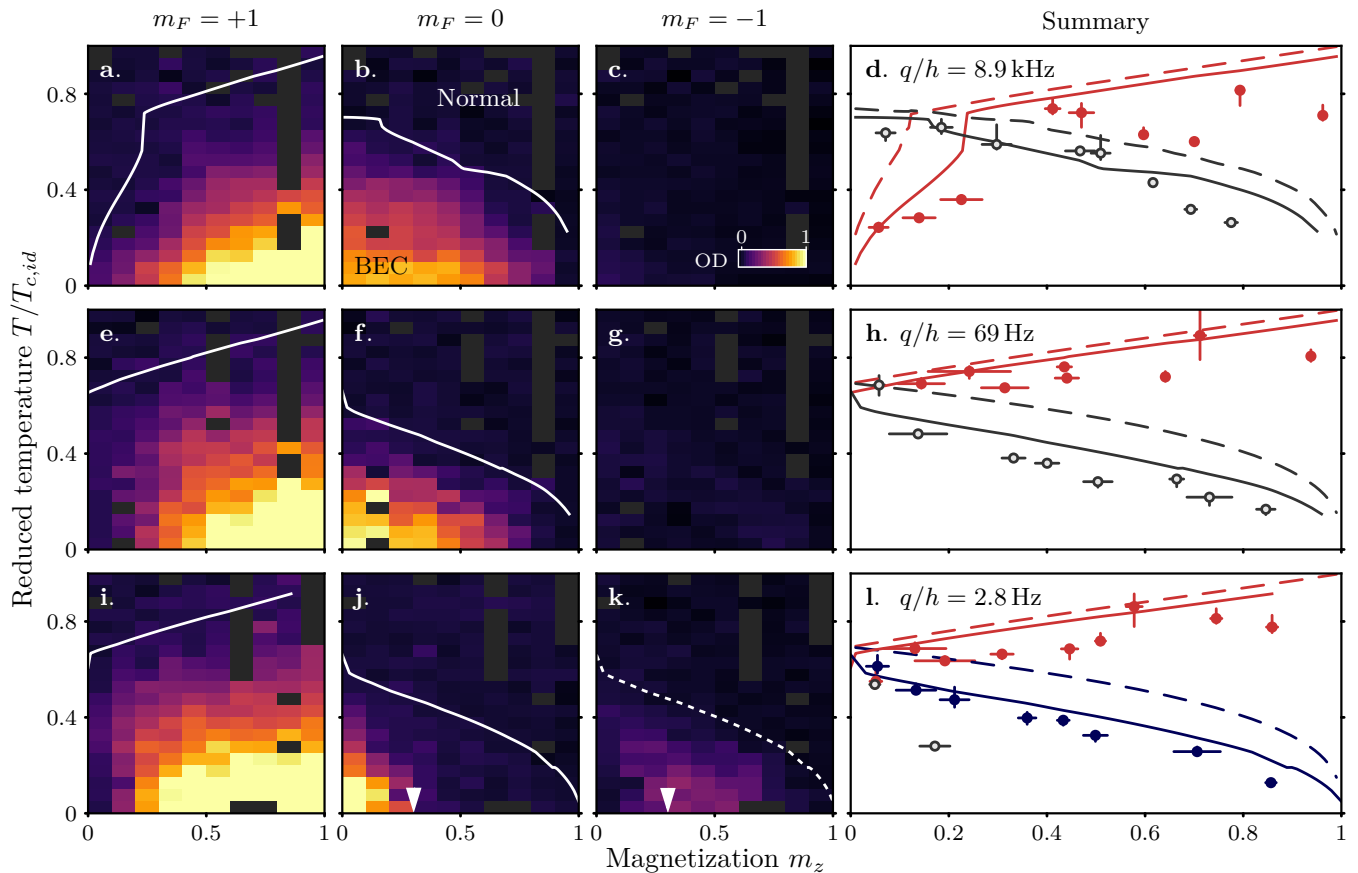 m_F = +1 m_F = 0 m_F = −1 Summary
a. b. c. d. q/h = 8.9 kHz
Normal
BEC
0 1
OD
0.8
0.4
0
e. f. g. h. q/h = 69 Hz
0.8
0.4
0
i. j. k. l. q/h = 2.8 Hz
0.8
0.4
0
0 0.5 1 0 0.5 1 0 0.5 1 0 0.2 0.4 0.6 0.8 1
Reduced temperature T/T_{c,id}
Magnetization m_z